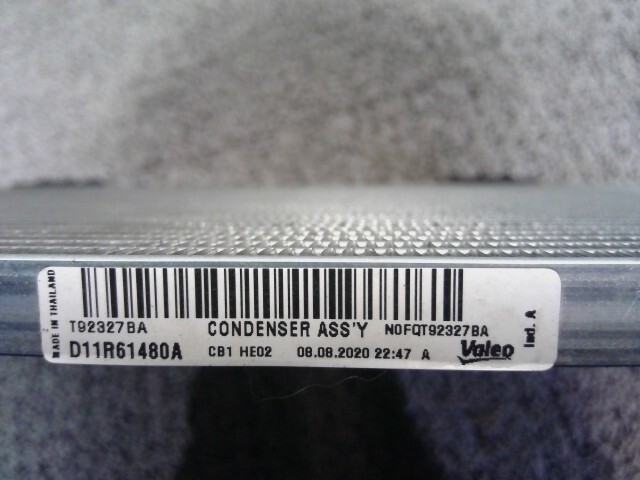 MADE IN THAILAND
T92327BA CONDENSER ASS'Y N0FQT92327BA
D11R61480A CB1 HE02 08.08.2020 22:47 A Valeo
Ind. A